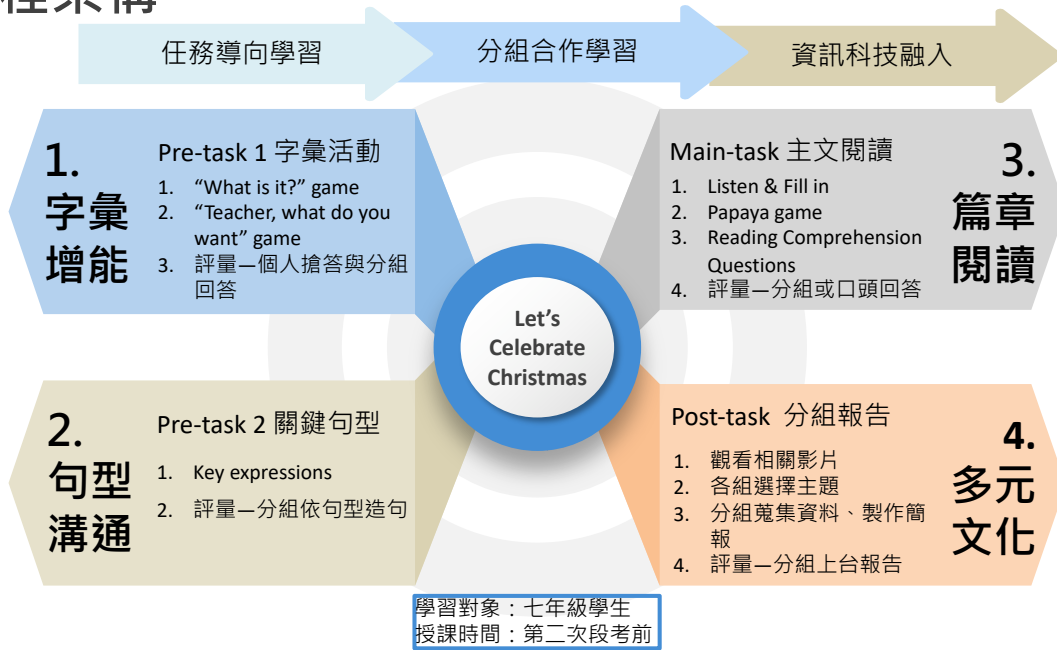 任務導向學習
分組合作學習
資訊科技融入
1.
字彙
增能
Pre-task 1 字彙活動
1. “What is it?” game
2. “Teacher, what do you
want” game
3. 評量—個人搶答與分組
回答
Main-task 主文閱讀
1. Listen & Fill in
2. Papaya game
3. Reading Comprehension
Questions
4. 評量—分組或口頭回答
3.
篇章
閱讀
Let’s
Celebrate
Christmas
2.
句型
溝通
Pre-task 2 關鍵句型
1. Key expressions
2. 評量—分組依句型造句
Post-task 分組報告
1. 觀看相關影片
2. 各組選擇主題
3. 分組蒐集資料、製作簡
報
4. 評量—分組上台報告
4.
多元
文化
學習對象：七年級學生
授課時間：第二次段考前